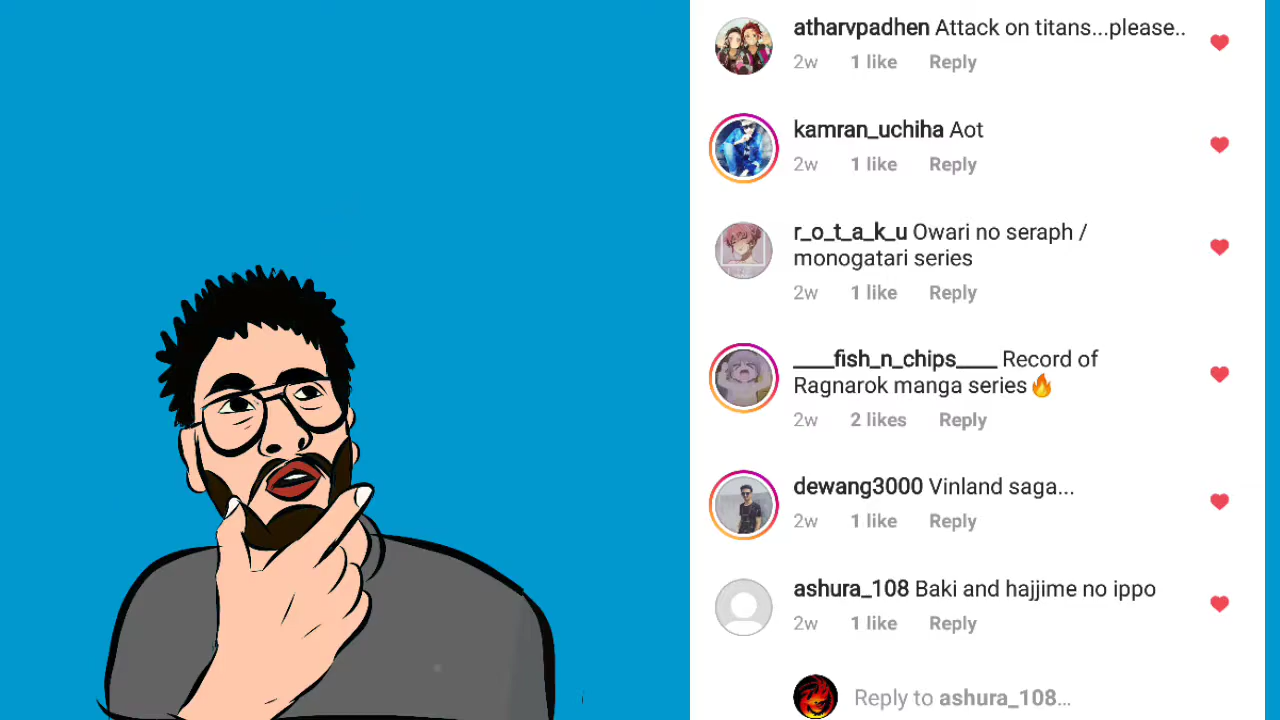 atharvpadhen Attack on titans...please..
2w 1 like Reply
kamran_uchiha Aot
2w 1 like Reply
r_o_t_a_k_u Owari no seraph /
monogatari series
2w 1 like Reply
____fish_n_chips____ Record of
Ragnarok manga series🔥
2w 2 likes Reply
dewang3000 Vinland saga...
2w 1 like Reply
ashura_108 Baki and hajjime no ippo
2w 1 like Reply
Reply to ashura_108...